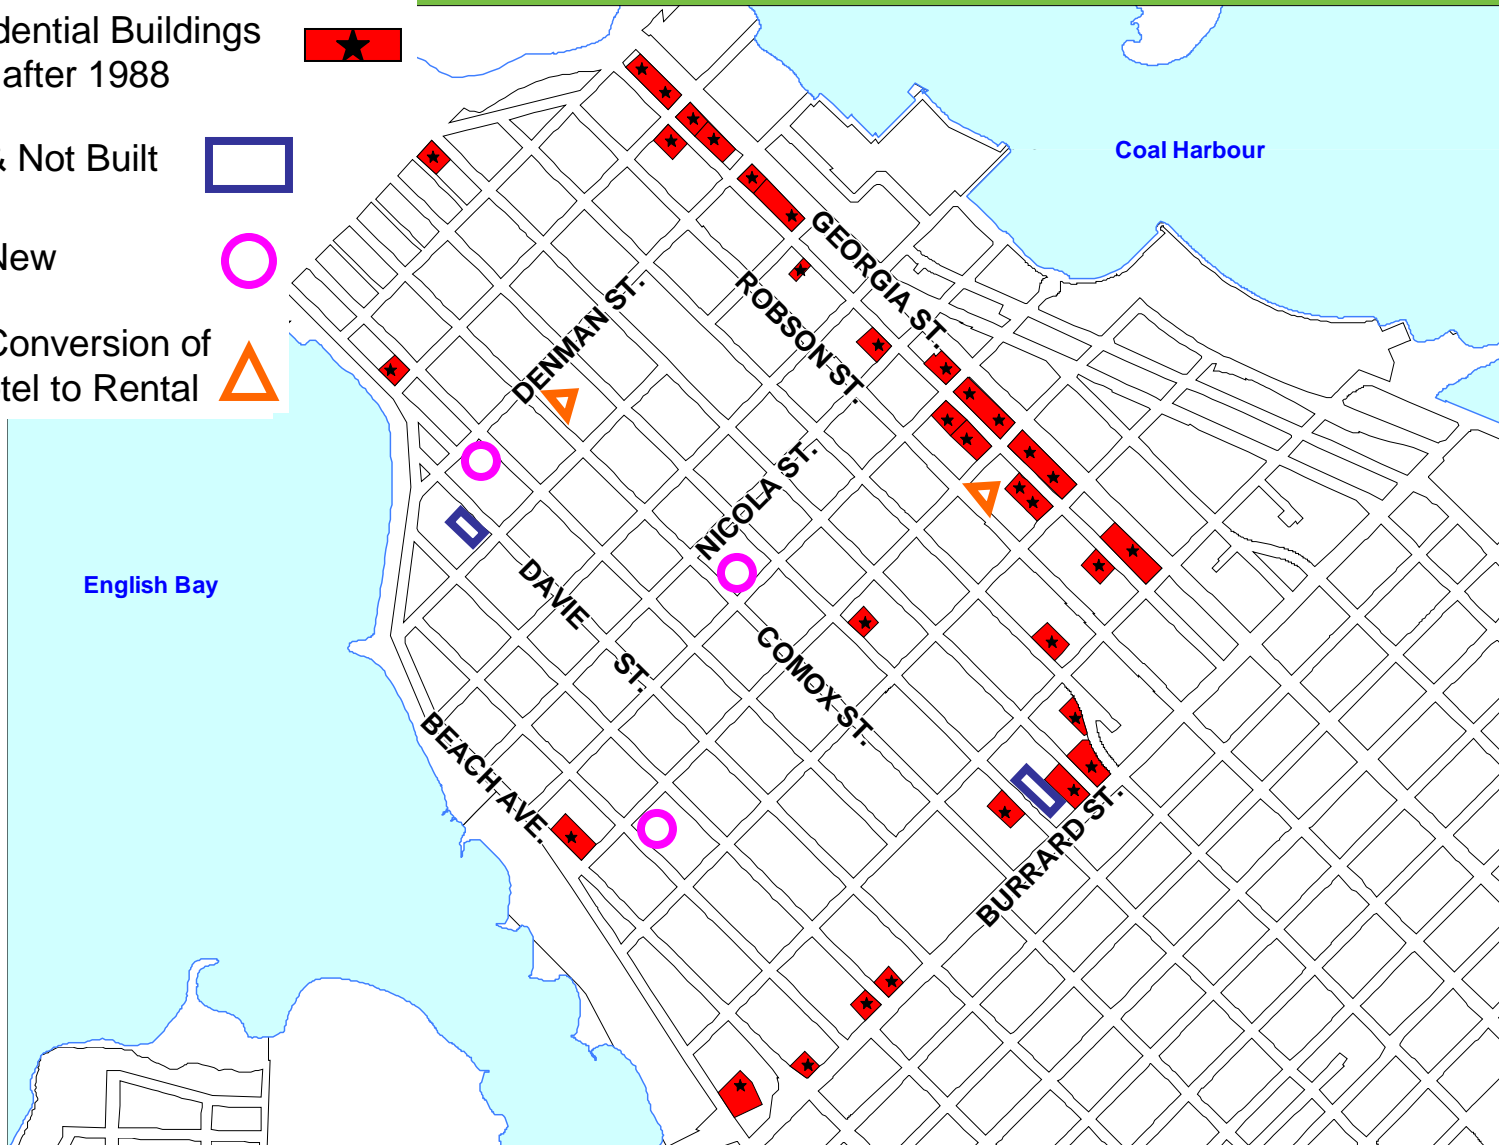 dential Buildings
after 1988
& Not Built
New
Conversion of
tel to Rental
Coal Harbour
GEORGIA ST.
ROBSON ST.
DENMAN ST.
NICOLA ST.
English Bay
DAVIE ST.
COMOX ST.
BEACH AVE.
BURRARD ST.